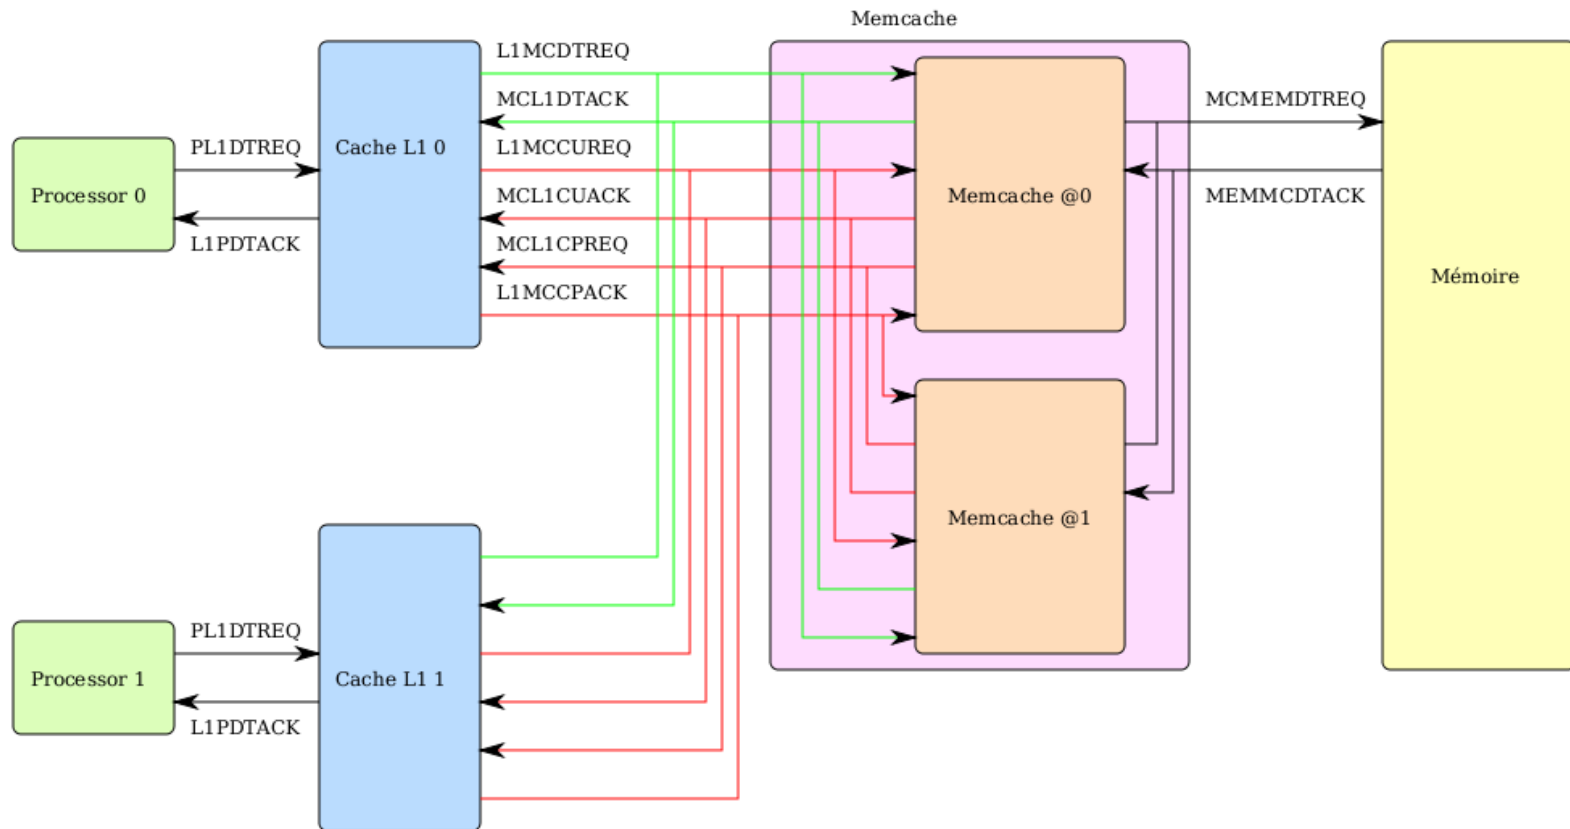 Memcache
L1MCDTREQ
MCL1DTACK
MCMEMDTREQ
PL1DTREQ
Cache L1 0
L1MCCUREQ
Processor 0
MCL1CUACK
Memcache @0
MEMMCDTACK
L1PDTACK
MCL1CPREQ
Mémoire
L1MCCPACK
Memcache @1
PL1DTREQ
Processor 1
Cache L1 1
L1PDTACK